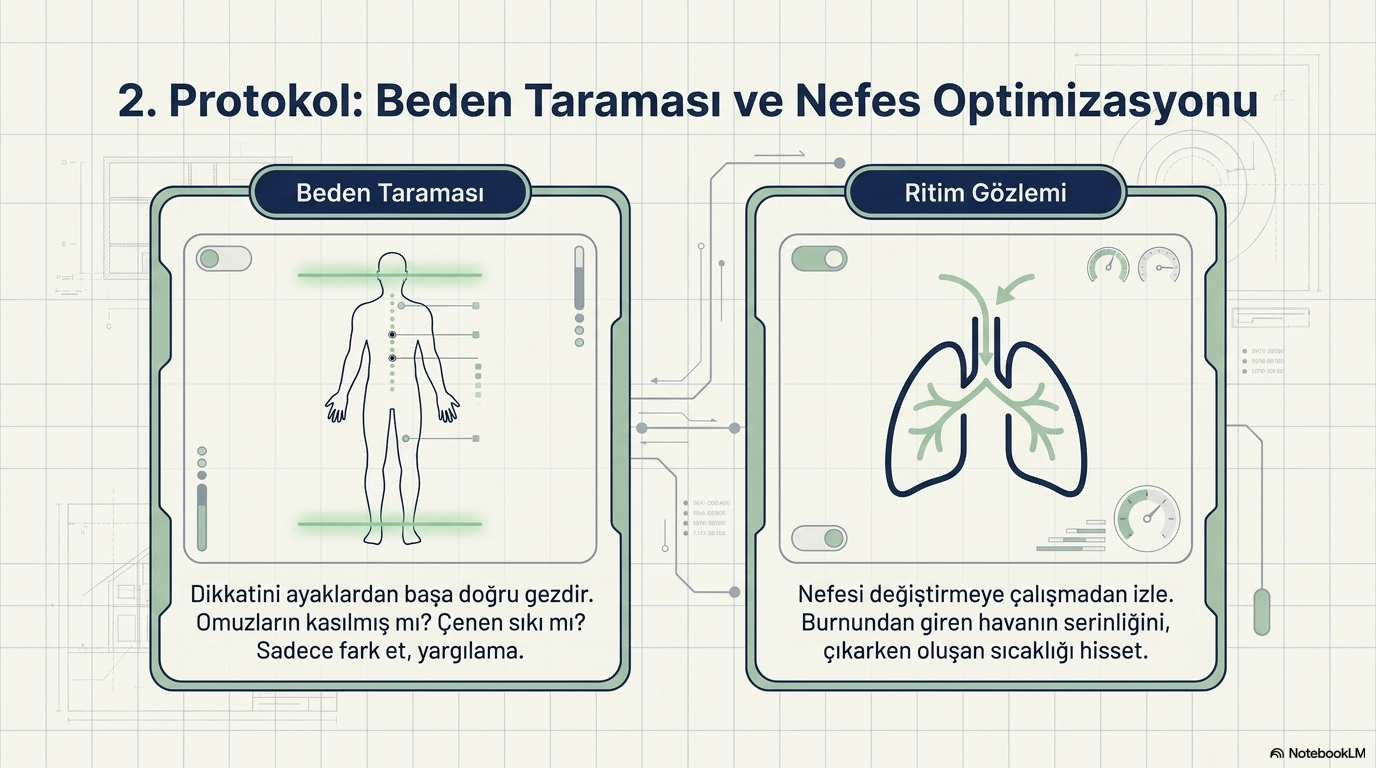 2. Protokol: Beden Taraması ve Nefes Optimizasyonu
Beden Taraması
Dikkatini ayaklardan başa doğru gezdir.
Omuzların kasılmış mı? Çenen sıkı mı?
Sadece fark et, yargılama.
Ritim Gözlemi
Nefesi değiştirmeye çalışmadan izle.
Burnundan giren havanın serinliğini,
çıkarken oluşan sıcaklığı hisset.
D
E
C
NotebookLM